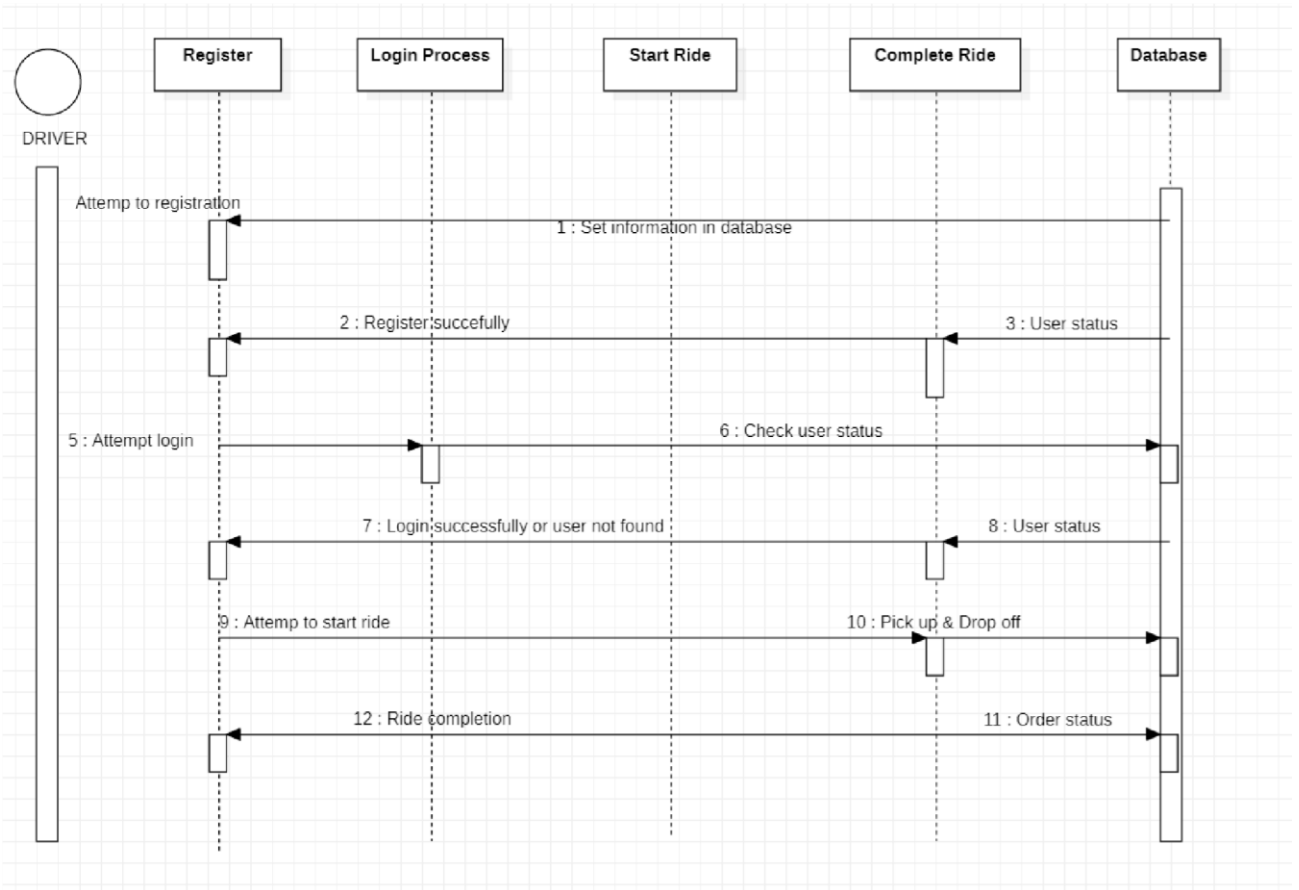 Register
Login Process
Start Ride
Complete Ride
Database
DRIVER
Attemp to registration
1 : Set information in database
2 : Register succefully
3 : User status
5 : Attempt login
6 : Check user status
7 : Login successfully or user not found
8 : User status
9 : Attemp to start ride
10 : Pick up & Drop off
12 : Ride completion
11 : Order status